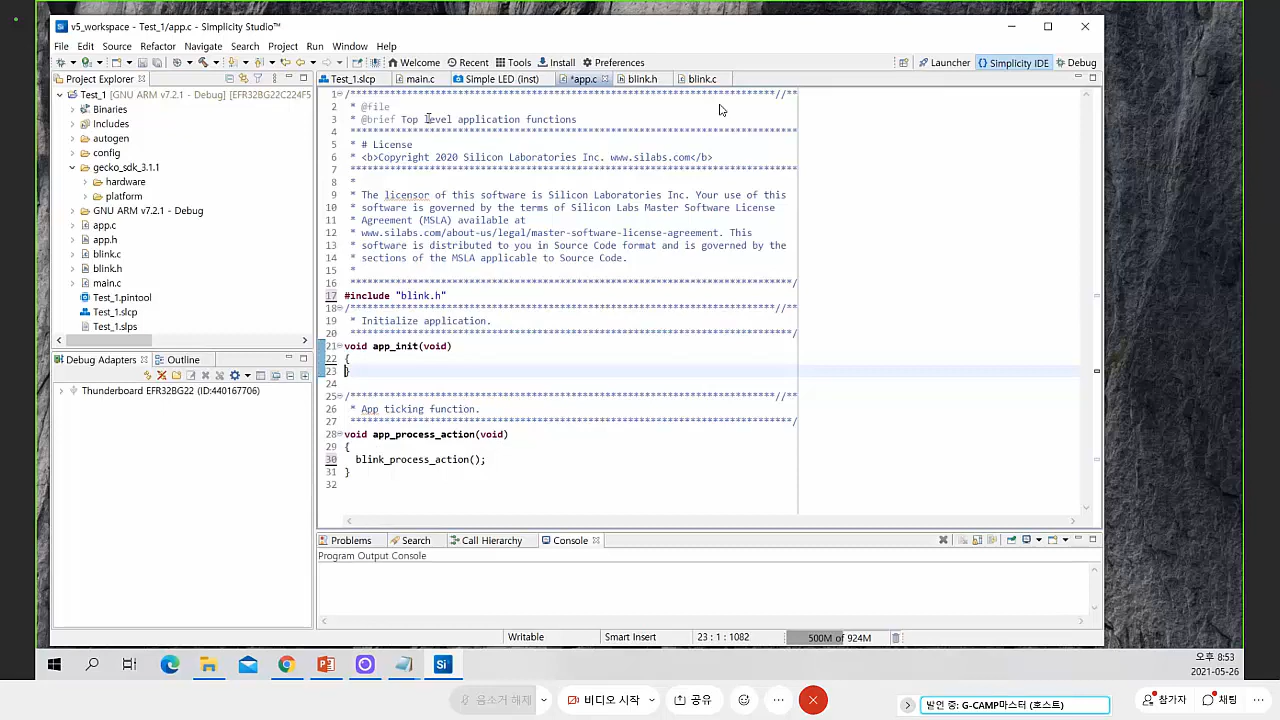 v5_workspace - Test_1/app.c - Simplicity Studio™
File Edit Source Refactor Navigate Search Project Run Window Help
Welcome Recent Tools Install Preferences Launcher Simplicity IDE Debug
Project Explorer
Test_1 [GNU ARM v7.2.1 - Debug] [EFR32BG22C224F5
Binaries
Includes
autogen
config
gecko_sdk_3.1.1
hardware
platform
GNU ARM v7.2.1 - Debug
app.c
app.h
blink.c
blink.h
main.c
Test_1.pintool
Test_1.slcp
Test_1.slps
Debug Adapters Outline
Thunderboard EFR32BG22 (ID:440167706)
Test_1.slcp main.c Simple LED (Inst) *app.c blink.h blink.c
1 /***************************************************************************//**
2 * @file
3 * @brief Top level application functions
4 *******************************************************************************
5 * # License
6 * <b>Copyright 2020 Silicon Laboratories Inc. www.silabs.com</b>
7 *******************************************************************************
8 *
9 * The licensor of this software is Silicon Laboratories Inc. Your use of this
10 * software is governed by the terms of Silicon Labs Master Software License
11 * Agreement (MSLA) available at
12 * www.silabs.com/about-us/legal/master-software-license-agreement. This
13 * software is distributed to you in Source Code format and is governed by the
14 * sections of the MSLA applicable to Source Code.
15 *
16 ******************************************************************************/
17 #include "blink.h"
18 /***************************************************************************//**
19 * Initialize application.
20 ******************************************************************************/
21 void app_init(void)
22 {
23 }
24
25 /***************************************************************************//**
26 * App ticking function.
27 ******************************************************************************/
28 void app_process_action(void)
29 {
30 blink_process_action();
31 }
32
Problems Search Call Hierarchy Console
Program Output Console
Writable Smart Insert 23 : 1 : 1082 500M of 924M
오후 8:53
2021-05-26
음소거 해제 비디오 시작 공유 발언 중: G-CAMP마스터 (호스트) 참가자 채팅